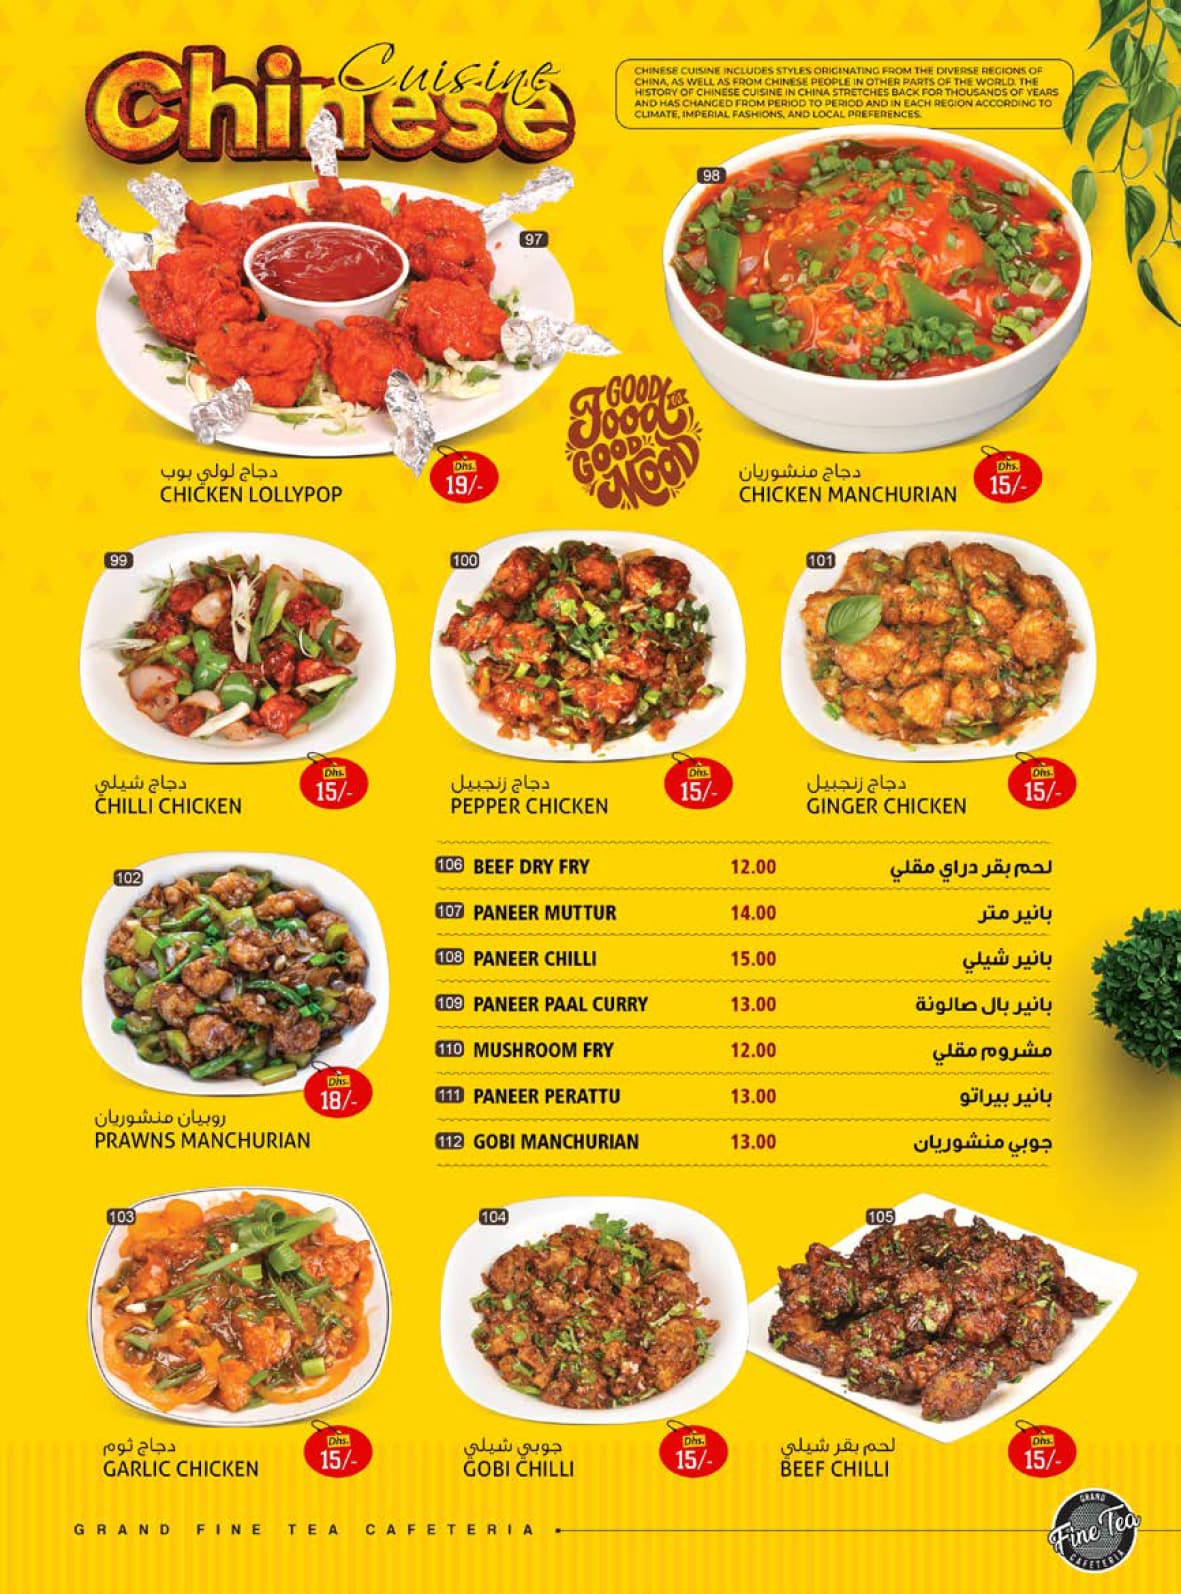 Chinese
Cuisine
CHINESE CUISINE INCLUDES STYLES ORIGINATING FROM THE DIVERSE REGIONS OF
CHINA, AS WELL AS FROM CHINESE PEOPLE IN OTHER PARTS OF THE WORLD. THE
HISTORY OF CHINESE CUISINE IN CHINA STRETCHES BACK FOR THOUSANDS OF YEARS
AND HAS CHANGED FROM PERIOD TO PERIOD AND IN EACH REGION ACCORDING TO
CLIMATE, IMPERIAL FASHIONS, AND LOCAL PREFERENCES.
97
دجاج لولي بوب
CHICKEN LOLLYPOP
Dhs.
19/-
GOOD
Food
GOOD
Mood
98
دجاج منشوريان
CHICKEN MANCHURIAN
Dhs.
15/-
99
دجاج شيلي
CHILLI CHICKEN
Dhs.
15/-
100
دجاج زنجبيل
PEPPER CHICKEN
Dhs.
15/-
101
دجاج زنجبيل
GINGER CHICKEN
Dhs.
15/-
102
روبيان منشوريان
PRAWNS MANCHURIAN
Dhs.
18/-
106 BEEF DRY FRY 12.00 لحم بقر دراي مقلي
107 PANEER MUTTUR 14.00 بانير متر
108 PANEER CHILLI 15.00 بانير شيلي
109 PANEER PAAL CURRY 13.00 بانير بال صالونة
110 MUSHROOM FRY 12.00 مشروم مقلي
111 PANEER PERATTU 13.00 بانير بيراتو
112 GOBI MANCHURIAN 13.00 جوبي منشوريان
103
دجاج ثوم
GARLIC CHICKEN
Dhs.
15/-
104
جوبي شيلي
GOBI CHILLI
Dhs.
15/-
105
لحم بقر شيلي
BEEF CHILLI
Dhs.
15/-
GRAND FINE TEA CAFETERIA
GRAND
Fine Tea
CAFETERIA